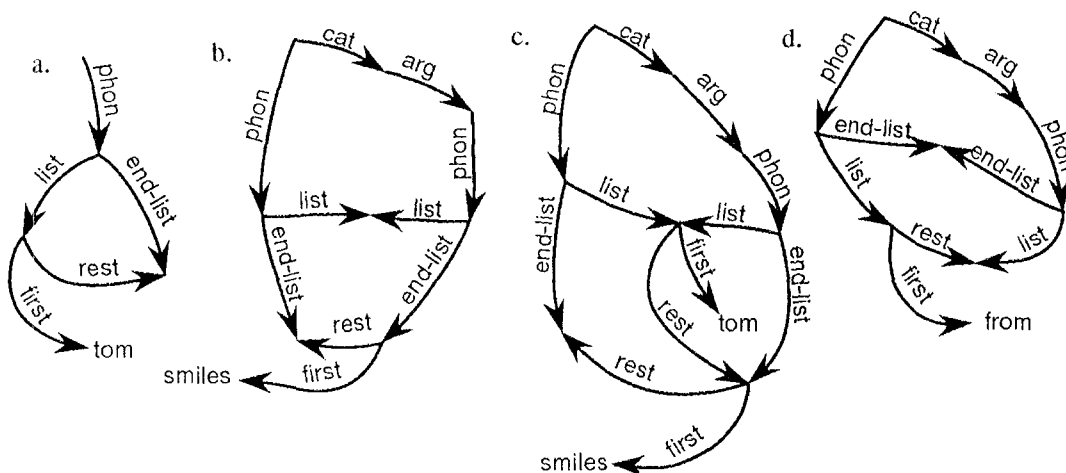 a.
phon
list
end-list
rest
first
tom
b.
cat
arg
phon
phon
list
list
end-list
end-list
rest
first
smiles
c.
cat
arg
phon
phon
list
list
end-list
first
end-list
tom
rest
rest
first
smiles
d.
cat
arg
phon
phon
end-list
end-list
list
rest
list
first
from